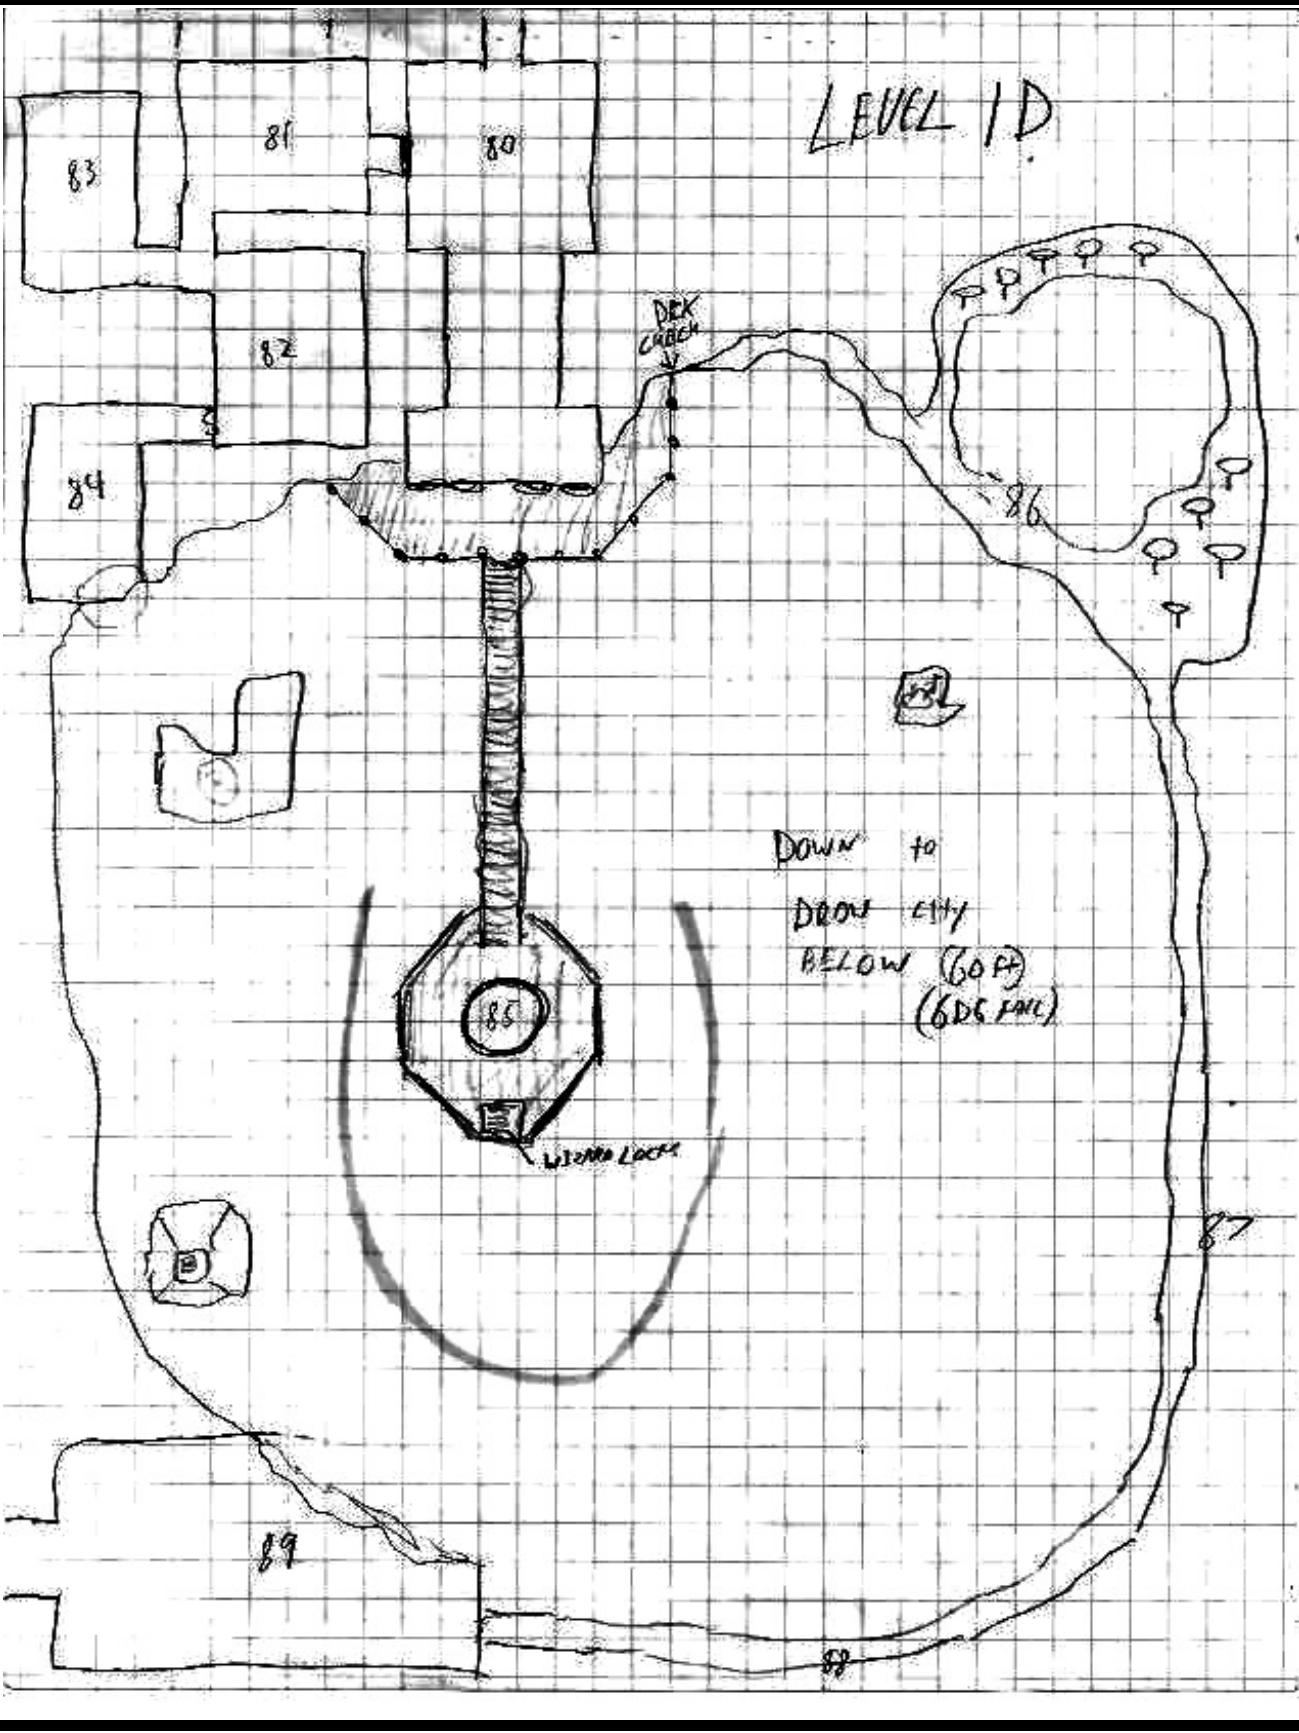 LEVEL 1D
81
80
83
DEX
CHECK
82
84
86
DOWN to
DROW CITY
BELOW (60 ft)
85
(6D6 FALL)
WIZARD LOCKED
87
89
88